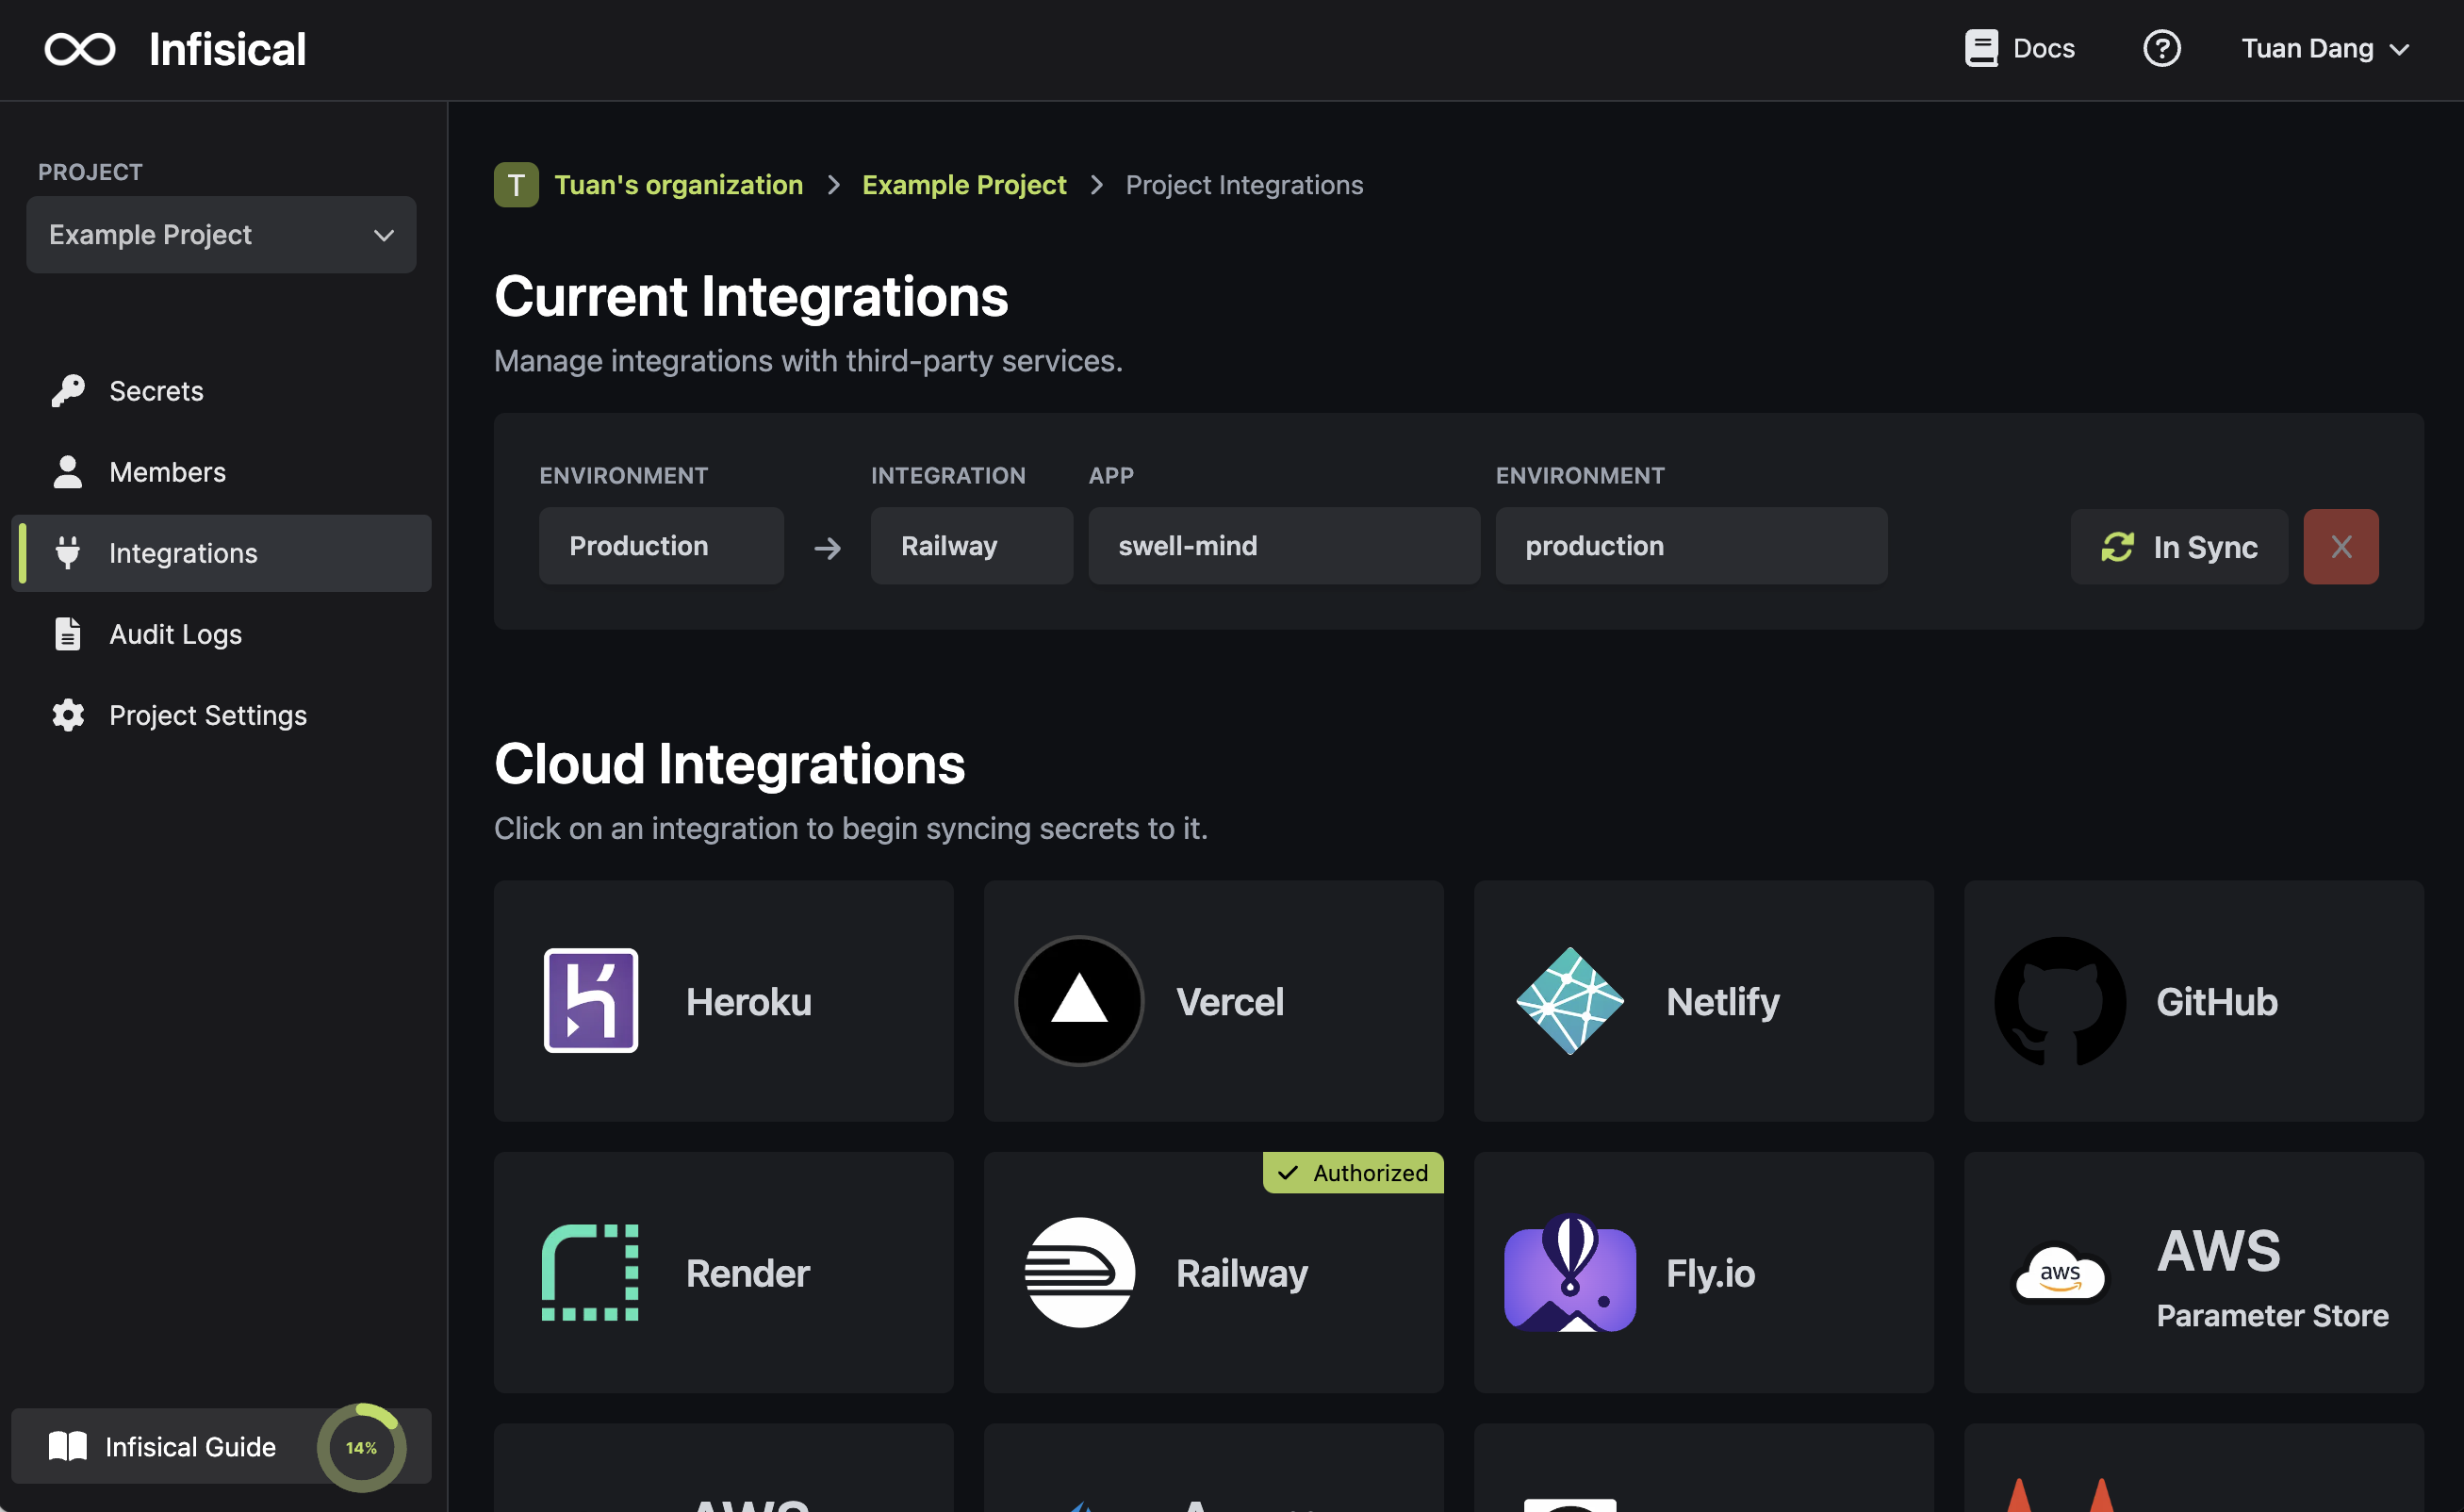 Infisical
Docs
Tuan Dang
PROJECT
Example Project
Secrets
Members
Integrations
Audit Logs
Project Settings
Infisical Guide
14%
T Tuan's organization > Example Project > Project Integrations
Current Integrations
Manage integrations with third-party services.
ENVIRONMENT INTEGRATION APP ENVIRONMENT
Production → Railway swell-mind production In Sync X
Cloud Integrations
Click on an integration to begin syncing secrets to it.
Heroku
Vercel
Netlify
GitHub
Render
Authorized
Railway
Fly.io
aws
AWS
Parameter Store
AWS